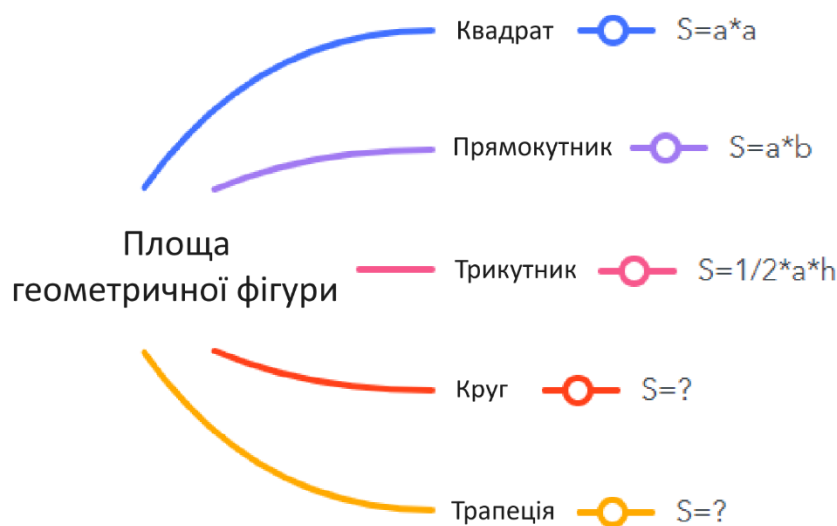 Площа
геометричної фігури
Квадрат S=a*a
Прямокутник S=a*b
Трикутник S=1/2*a*h
Круг S=?
Трапеція S=?